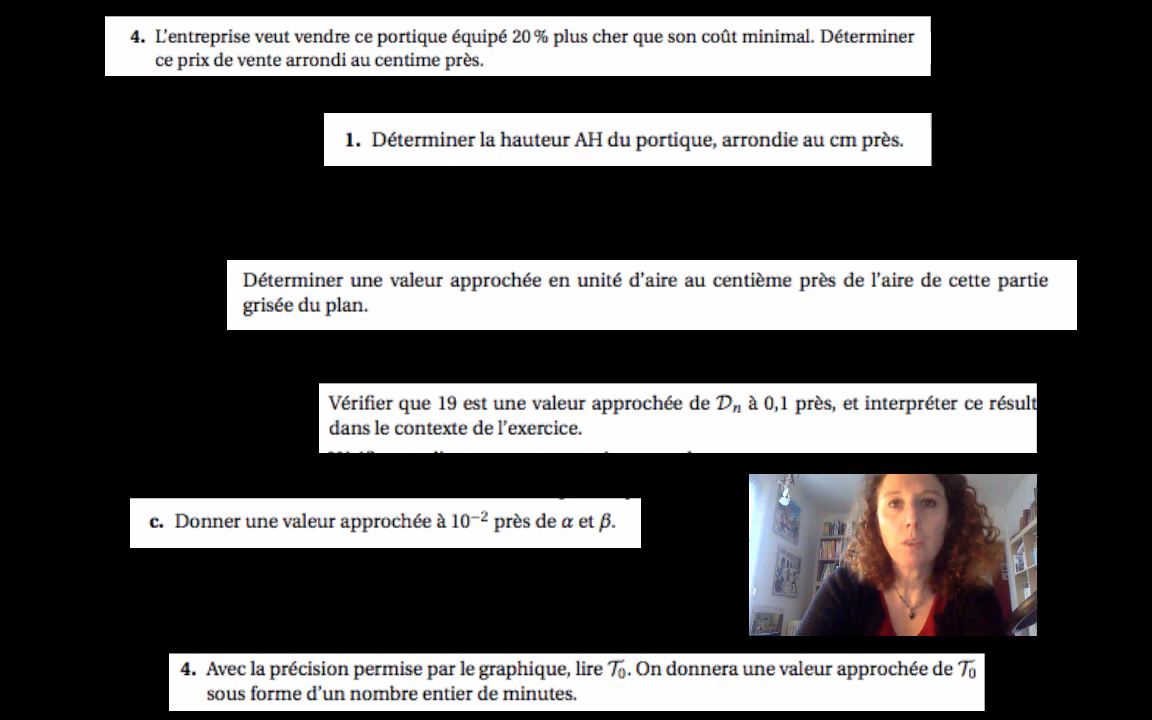 4. L'entreprise veut vendre ce portique équipé 20 % plus cher que son coût minimal. Déterminer
ce prix de vente arrondi au centime près.
1. Déterminer la hauteur AH du portique, arrondie au cm près.
Déterminer une valeur approchée en unité d'aire au centième près de l'aire de cette partie
grisée du plan.
Vérifier que 19 est une valeur approchée de 𝒟ₙ à 0,1 près, et interpréter ce résult
dans le contexte de l'exercice.
c. Donner une valeur approchée à 10⁻² près de α et β.
4. Avec la précision permise par le graphique, lire 𝒯₀. On donnera une valeur approchée de 𝒯₀
sous forme d'un nombre entier de minutes.